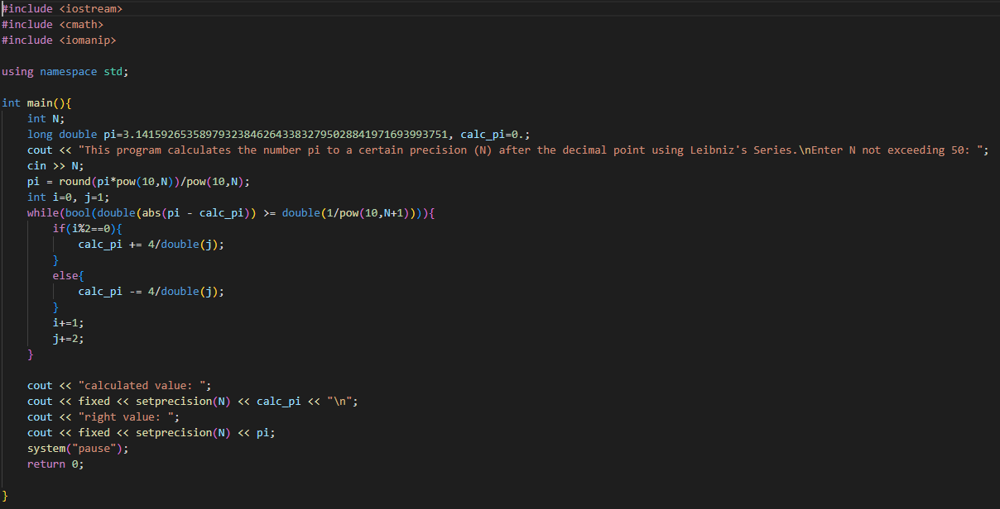 #include <iostream>
#include <cmath>
#include <iomanip>
using namespace std;
int main(){
int N;
long double pi=3.14159265358979323846264338327950288419716939937​51, calc_pi=0.;
cout << "This program calculates the number pi to a certain precision (N) after the decimal point using Leibniz's Series.\nEnter N not exceeding 50: ";
cin >> N;
pi = round(pi*pow(10,N))/pow(10,N);
int i=0, j=1;
while(bool(double(abs(pi - calc_pi)) >= double(1/pow(10,N+1)))){
if(i%2==0){
calc_pi += 4/double(j);
}
else{
calc_pi -= 4/double(j);
}
i+=1;
j+=2;
}
cout << "calculated value: ";
cout << fixed << setprecision(N) << calc_pi << "\n";
cout << "right value: ";
cout << fixed << setprecision(N) << pi;
system("pause");
return 0;
}